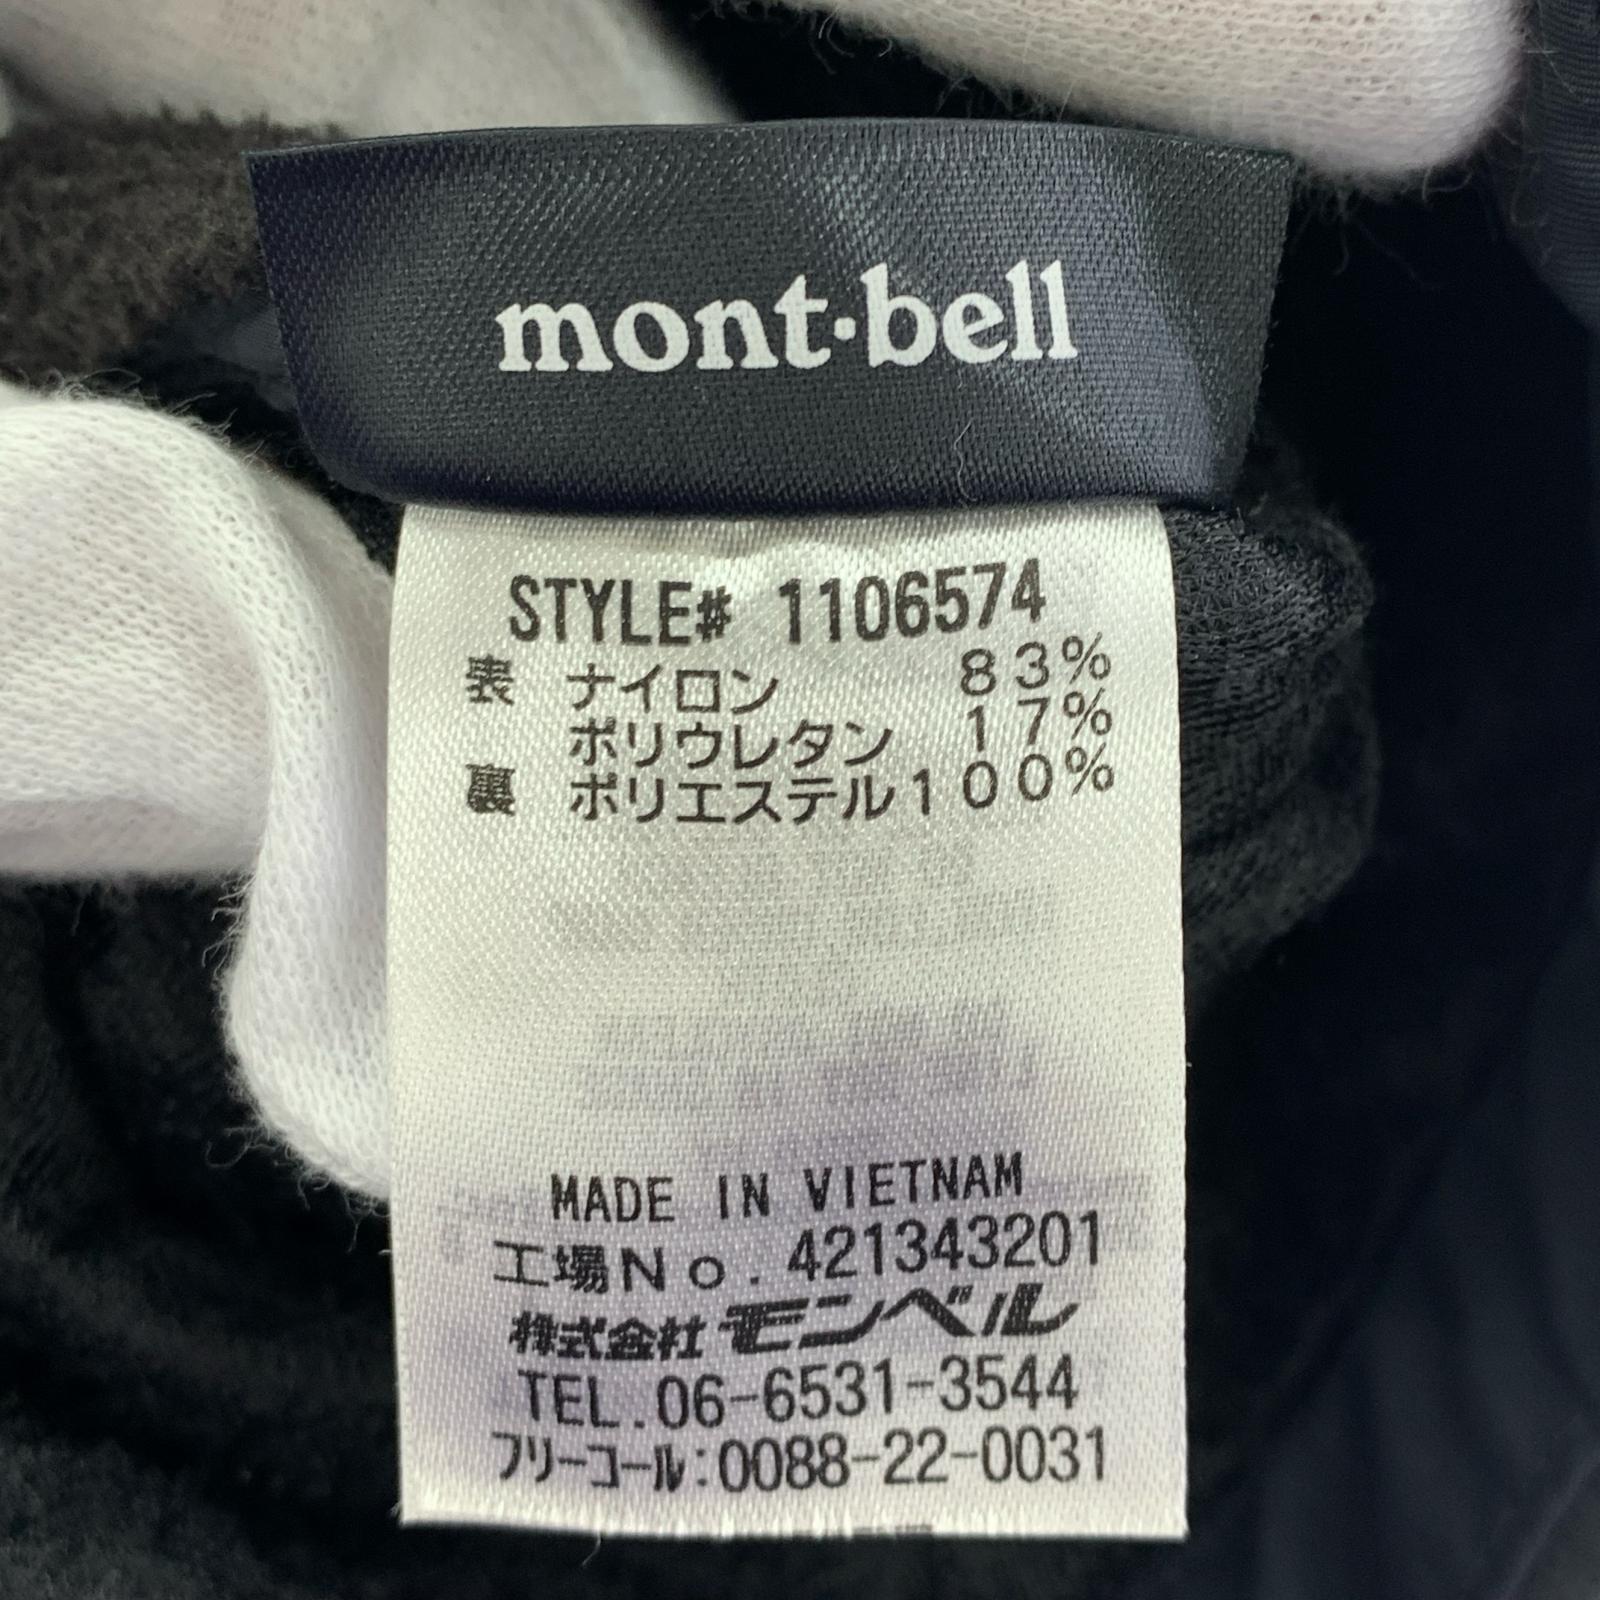 mont·bell
STYLE# 1106574
表 ナイロン 83%
ポリウレタン 17%
裏 ポリエステル100%
MADE IN VIETNAM
工場No.421343201
株式会社モンベル
TEL.06-6531-3544
フリーコール:0088-22-0031